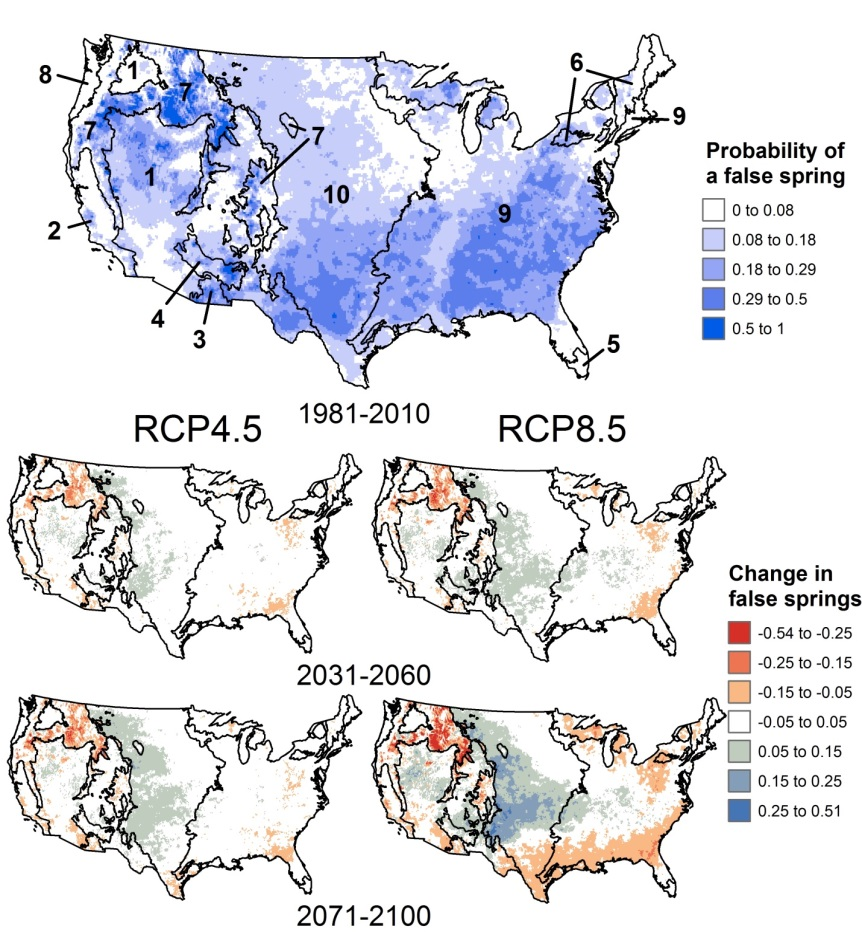 6
8
1
7
9
7
7
Probability of
a false spring
1
10
9
0 to 0.08
0.08 to 0.18
0.18 to 0.29
0.29 to 0.5
0.5 to 1
2
4
3
5
1981-2010
RCP4.5
RCP8.5
2031-2060
Change in
false springs
-0.54 to -0.25
-0.25 to -0.15
-0.15 to -0.05
-0.05 to 0.05
0.05 to 0.15
0.15 to 0.25
0.25 to 0.51
2071-2100